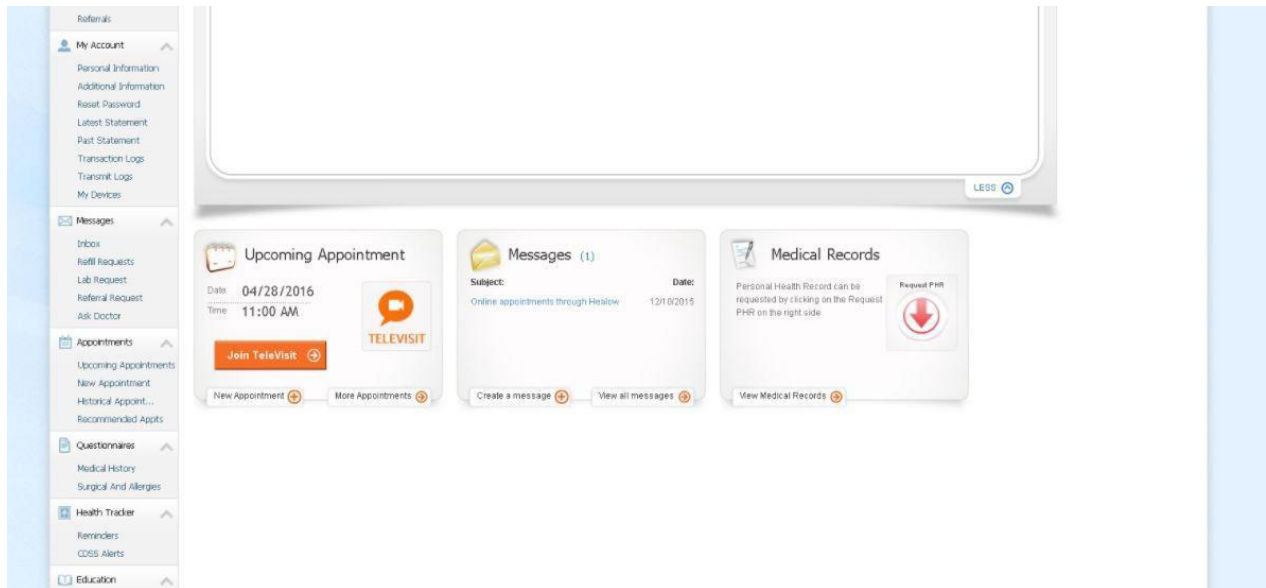 Referrals
My Account
Personal Information
Additional Information
Reset Password
Latest Statement
Past Statement
Transaction Logs
Transmit Logs
My Devices
Messages
Inbox
Refill Requests
Lab Request
Referral Request
Ask Doctor
Appointments
Upcoming Appointments
New Appointment
Historical Appoint...
Recommended Appts
Questionnaires
Medical History
Surgical And Allergies
Health Tracker
Reminders
CDSS Alerts
Education
LESS
Upcoming Appointment
Date 04/28/2016
Time 11:00 AM
TELEVISIT
Join TeleVisit
New Appointment
More Appointments
Messages (1)
Subject: Date:
Online appointments through Healow 12/10/2015
Create a message
View all messages
Medical Records
Personal Health Record can be
requested by clicking on the Request
PHR on the right side
Request PHR
View Medical Records